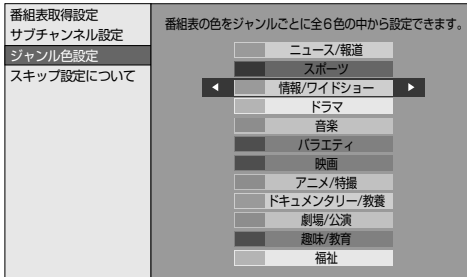 番組表取得設定
サブチャンネル設定
ジャンル色設定
スキップ設定について
番組表の色をジャンルごとに全6色の中から設定できます。
ニュース/報道
スポーツ
情報/ワイドショー
ドラマ
音楽
バラエティ
映画
アニメ/特撮
ドキュメンタリー/教養
劇場/公演
趣味/教育
福祉